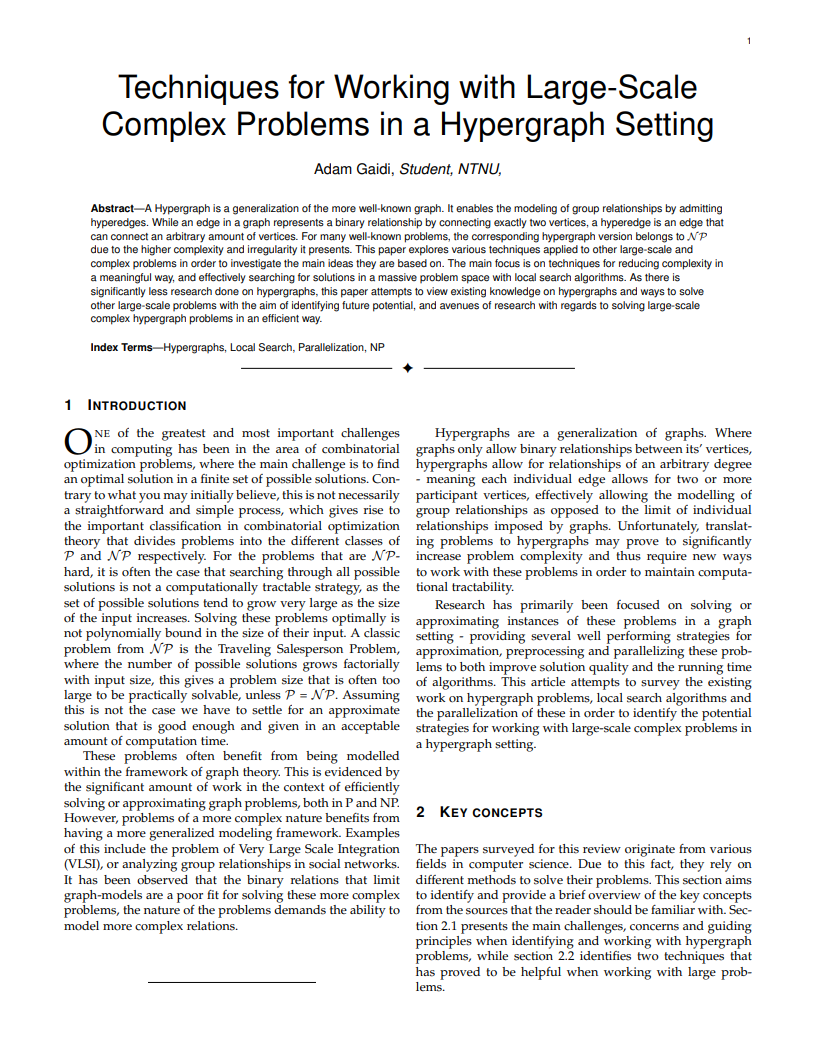 1
Techniques for Working with Large-Scale
Complex Problems in a Hypergraph Setting
Adam Gaidi, Student, NTNU,
Abstract—A Hypergraph is a generalization of the more well-known graph. It enables the modeling of group relationships by admitting
hyperedges. While an edge in a graph represents a binary relationship by connecting exactly two vertices, a hyperedge is an edge that
can connect an arbitrary amount of vertices. For many well-known problems, the corresponding hypergraph version belongs to NP
due to the higher complexity and irregularity it presents. This paper explores various techniques applied to other large-scale and
complex problems in order to investigate the main ideas they are based on. The main focus is on techniques for reducing complexity in
a meaningful way, and effectively searching for solutions in a massive problem space with local search algorithms. As there is
significantly less research done on hypergraphs, this paper attempts to view existing knowledge on hypergraphs and ways to solve
other large-scale problems with the aim of identifying future potential, and avenues of research with regards to solving large-scale
complex hypergraph problems in an efficient way.
Index Terms—Hypergraphs, Local Search, Parallelization, NP
1 INTRODUCTION
ONE of the greatest and most important challenges
in computing has been in the area of combinatorial
optimization problems, where the main challenge is to find
an optimal solution in a finite set of possible solutions. Con-
trary to what you may initially believe, this is not necessarily
a straightforward and simple process, which gives rise to
the important classification in combinatorial optimization
theory that divides problems into the different classes of
P and NP respectively. For the problems that are NP-
hard, it is often the case that searching through all possible
solutions is not a computationally tractable strategy, as the
set of possible solutions tend to grow very large as the size
of the input increases. Solving these problems optimally is
not polynomially bound in the size of their input. A classic
problem from NP is the Traveling Salesperson Problem,
where the number of possible solutions grows factorially
with input size, this gives a problem size that is often too
large to be practically solvable, unless P = NP. Assuming
this is not the case we have to settle for an approximate
solution that is good enough and given in an acceptable
amount of computation time.
These problems often benefit from being modelled
within the framework of graph theory. This is evidenced by
the significant amount of work in the context of efficiently
solving or approximating graph problems, both in P and NP.
However, problems of a more complex nature benefits from
having a more generalized modeling framework. Examples
of this include the problem of Very Large Scale Integration
(VLSI), or analyzing group relationships in social networks.
It has been observed that the binary relations that limit
graph-models are a poor fit for solving these more complex
problems, the nature of the problems demands the ability to
model more complex relations.
Hypergraphs are a generalization of graphs. Where
graphs only allow binary relationships between its' vertices,
hypergraphs allow for relationships of an arbitrary degree
- meaning each individual edge allows for two or more
participant vertices, effectively allowing the modelling of
group relationships as opposed to the limit of individual
relationships imposed by graphs. Unfortunately, translat-
ing problems to hypergraphs may prove to significantly
increase problem complexity and thus require new ways
to work with these problems in order to maintain computa-
tional tractability.
Research has primarily been focused on solving or
approximating instances of these problems in a graph
setting - providing several well performing strategies for
approximation, preprocessing and parallelizing these prob-
lems to both improve solution quality and the running time
of algorithms. This article attempts to survey the existing
work on hypergraph problems, local search algorithms and
the parallelization of these in order to identify the potential
strategies for working with large-scale complex problems in
a hypergraph setting.
2 KEY CONCEPTS
The papers surveyed for this review originate from various
fields in computer science. Due to this fact, they rely on
different methods to solve their problems. This section aims
to identify and provide a brief overview of the key concepts
from the sources that the reader should be familiar with. Sec-
tion 2.1 presents the main challenges, concerns and guiding
principles when identifying and working with hypergraph
problems, while section 2.2 identifies two techniques that
has proved to be helpful when working with large prob-
lems.